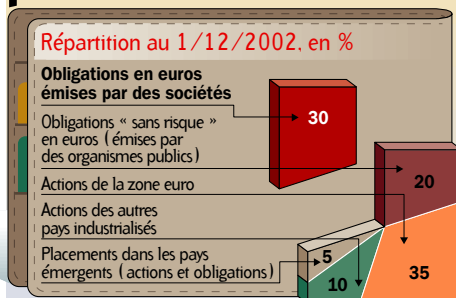 Répartition au 1/12/2002, en %
Obligations en euros
émises par des sociétés
30
Obligations « sans risque »
en euros (émises par
des organismes publics)
20
Actions de la zone euro
Actions des autres
pays industrialisés
Placements dans les pays
émergents (actions et obligations)
5
10
35